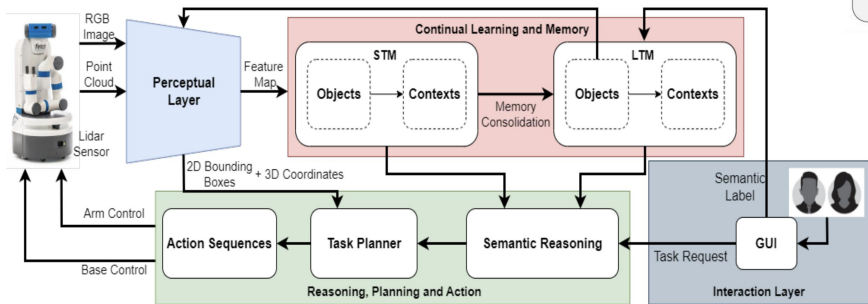 RGB
Image
Point
Cloud
Lidar
Sensor
Perceptual
Layer
Feature
Map
Continual Learning and Memory
STM
Objects
Contexts
Memory
Consolidation
LTM
Objects
Contexts
2D Bounding
Boxes
+ 3D Coordinates
Arm Control
Base Control
Action Sequences
Task Planner
Semantic Reasoning
Reasoning, Planning and Action
Semantic
Label
Task Request
GUI
Interaction Layer